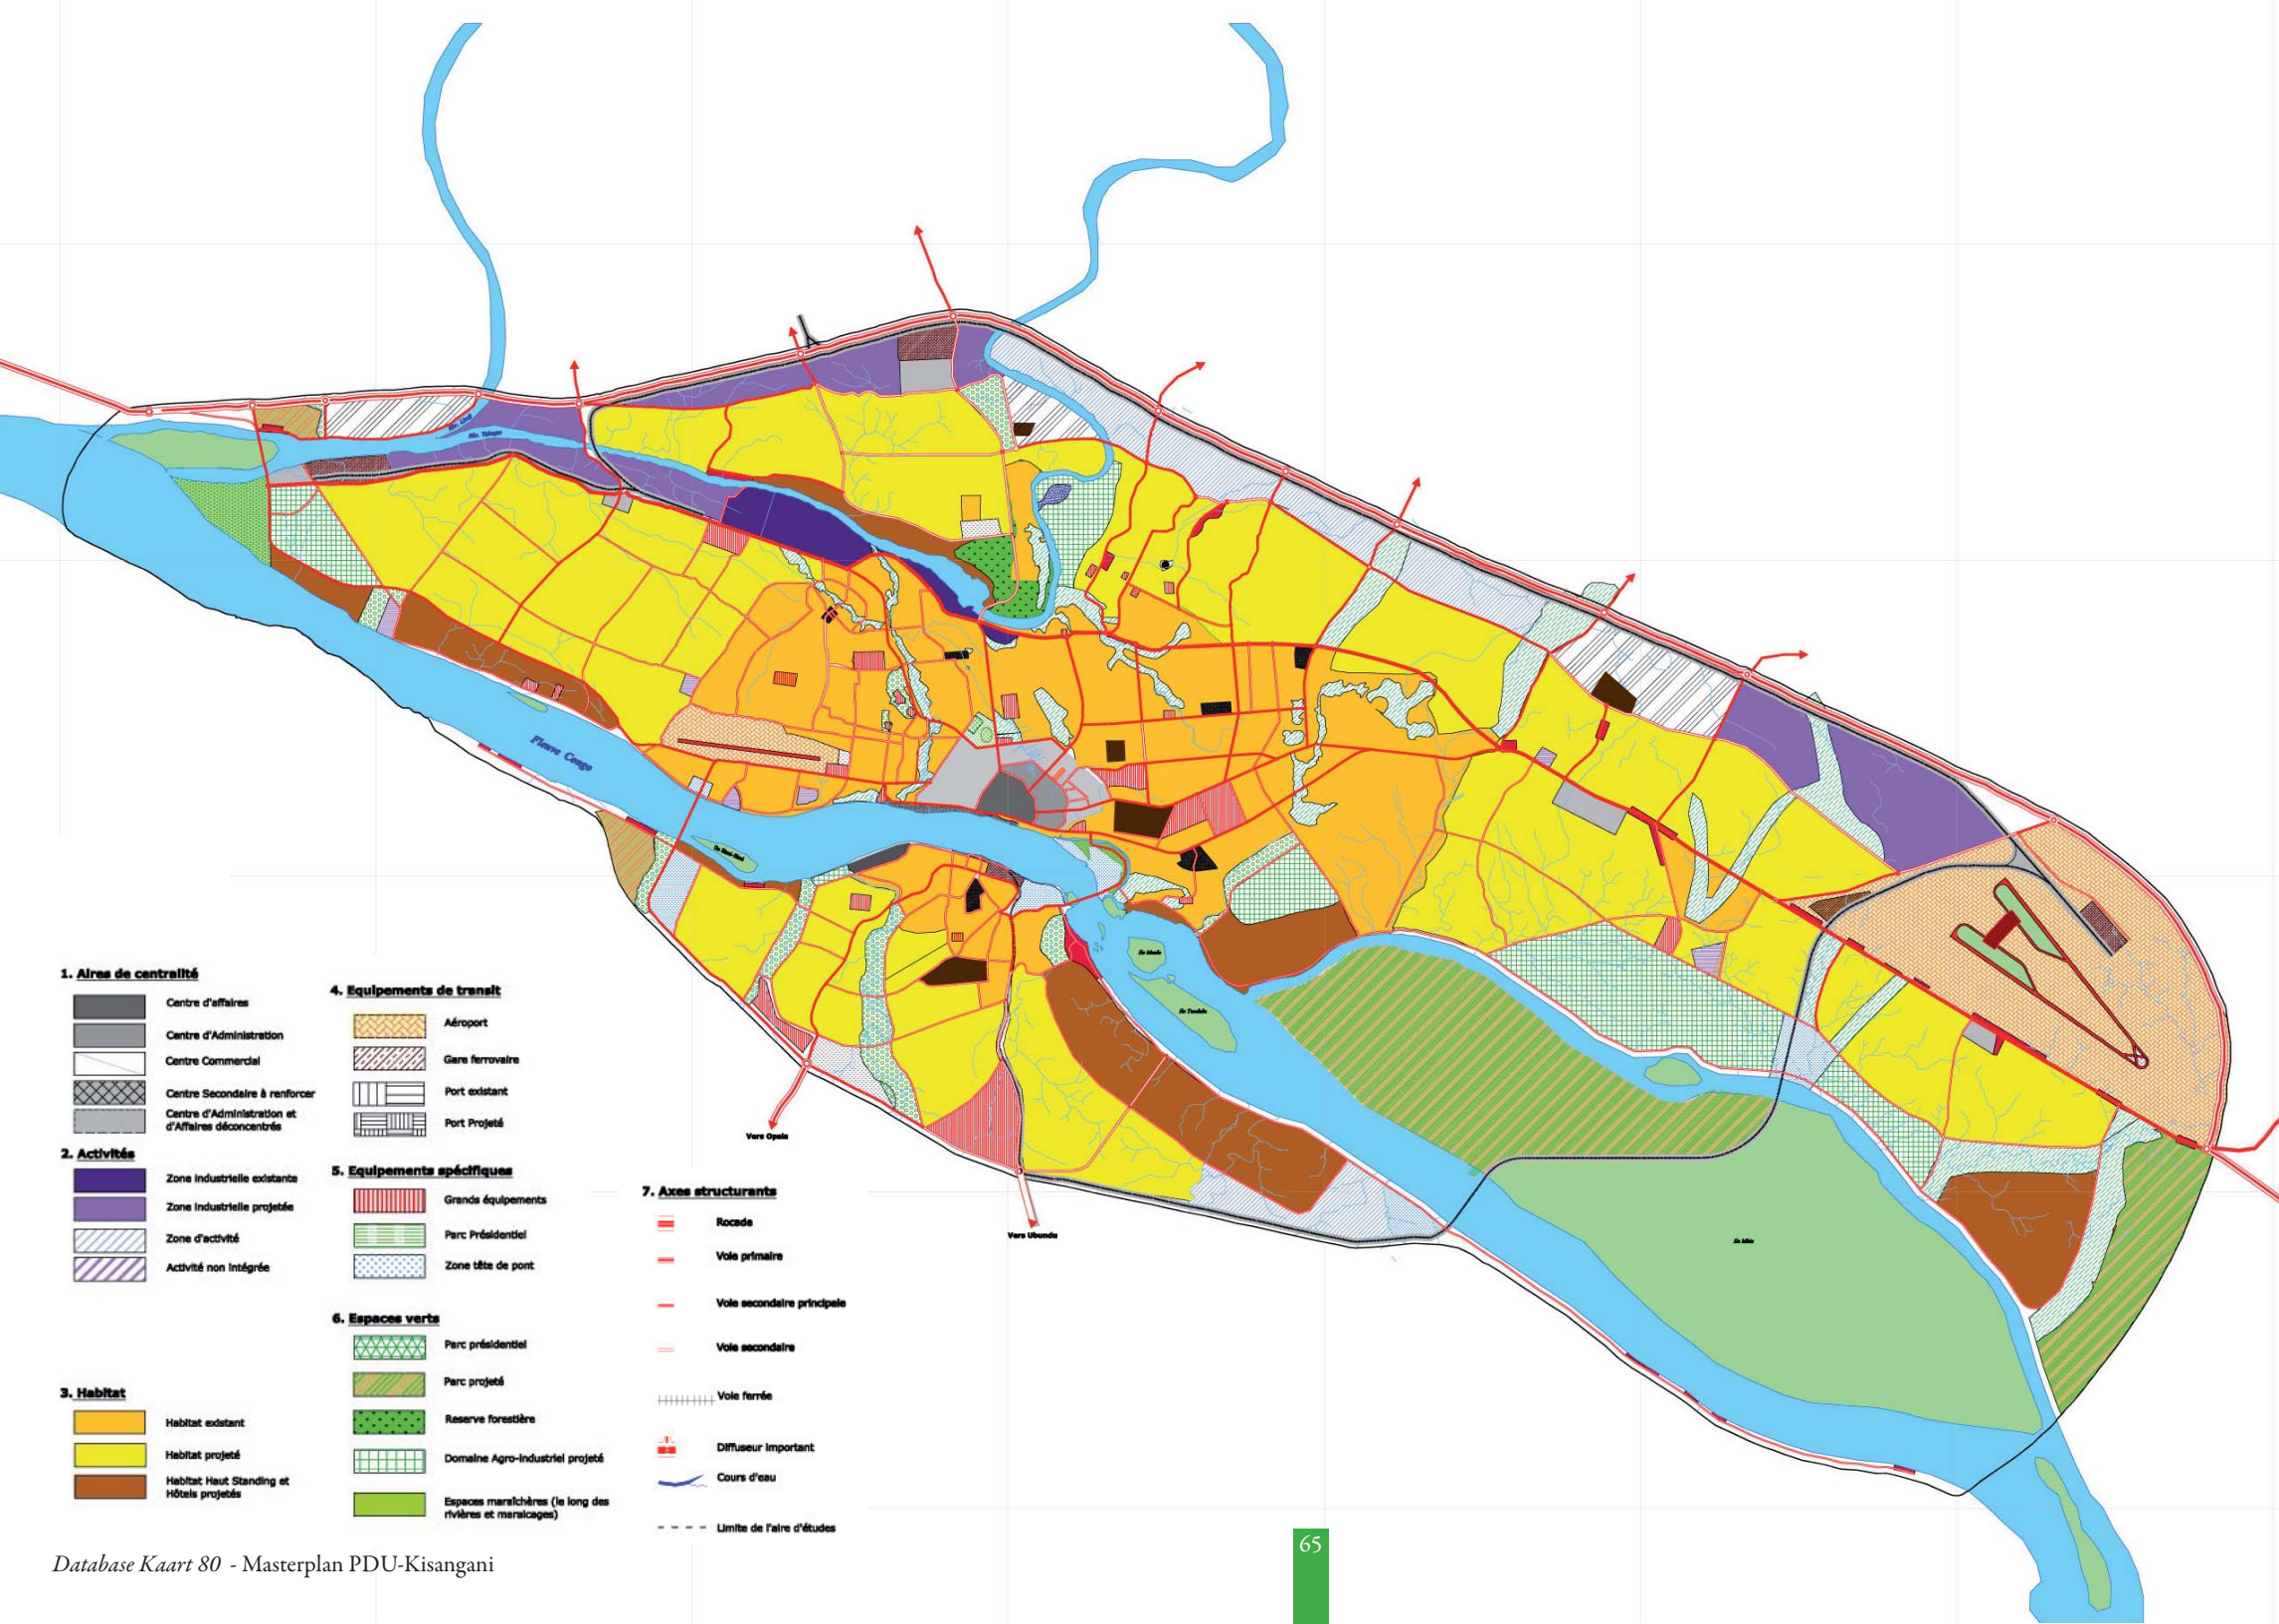 Riv. Lindi
Riv. Tshopo
Fleuve Congo
Vers Opala
Vers Ubundu
1. Aires de centralité
Centre d'affaires
Centre d'Administration
Centre Commercial
Centre Secondaire à renforcer
Centre d'Administration et
d'Affaires déconcentrés
2. Activités
Zone industrielle existante
Zone industrielle projetée
Zone d'activité
Activité non intégrée
3. Habitat
Habitat existant
Habitat projeté
Habitat Haut Standing et
Hôtels projetés
4. Equipements de transit
Aéroport
Gare ferrovaire
Port existant
Port Projeté
5. Equipements spécifiques
Grands équipements
Parc Présidentiel
Zone tête de pont
6. Espaces verts
Parc présidentiel
Parc projeté
Reserve forestière
Domaine Agro-industriel projeté
Espaces maraîchères (le long des
rivières et maraicages)
7. Axes structurants
Rocade
Voie primaire
Voie secondaire principale
Voie secondaire
Voie ferrée
Diffuseur important
Cours d'eau
Limite de l'aire d'études
Database Kaart 80 - Masterplan PDU-Kisangani
65